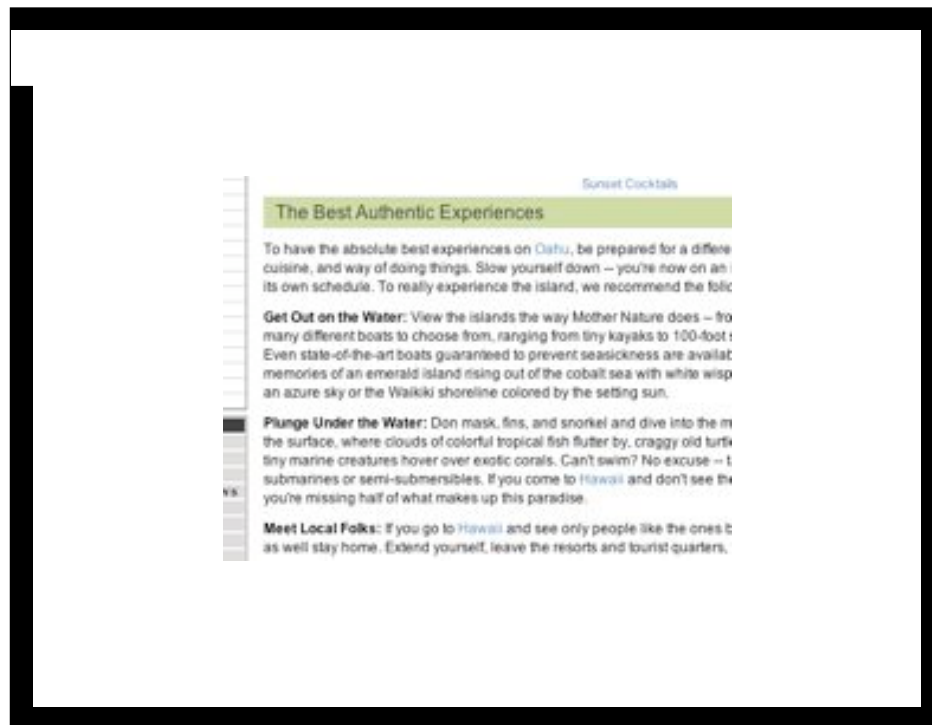 Sunset Cocktails
The Best Authentic Experiences
To have the absolute best experiences on Oahu, be prepared for a differe
cuisine, and way of doing things. Slow yourself down -- you're now on an
its own schedule. To really experience the island, we recommend the follo
Get Out on the Water: View the islands the way Mother Nature does -- fro
many different boats to choose from, ranging from tiny kayaks to 100-foot
Even state-of-the-art boats guaranteed to prevent seasickness are availab
memories of an emerald island rising out of the cobalt sea with white wisp
an azure sky or the Waikiki shoreline colored by the setting sun.
Plunge Under the Water: Don mask, fins, and snorkel and dive into the m
the surface, where clouds of colorful tropical fish flutter by, craggy old turtle
tiny marine creatures hover over exotic corals. Can't swim? No excuse -- t
submarines or semi-submersibles. If you come to Hawaii and don't see the
you're missing half of what makes up this paradise.
ws
Meet Local Folks: If you go to Hawaii and see only people like the ones b
as well stay home. Extend yourself, leave the resorts and tourist quarters,